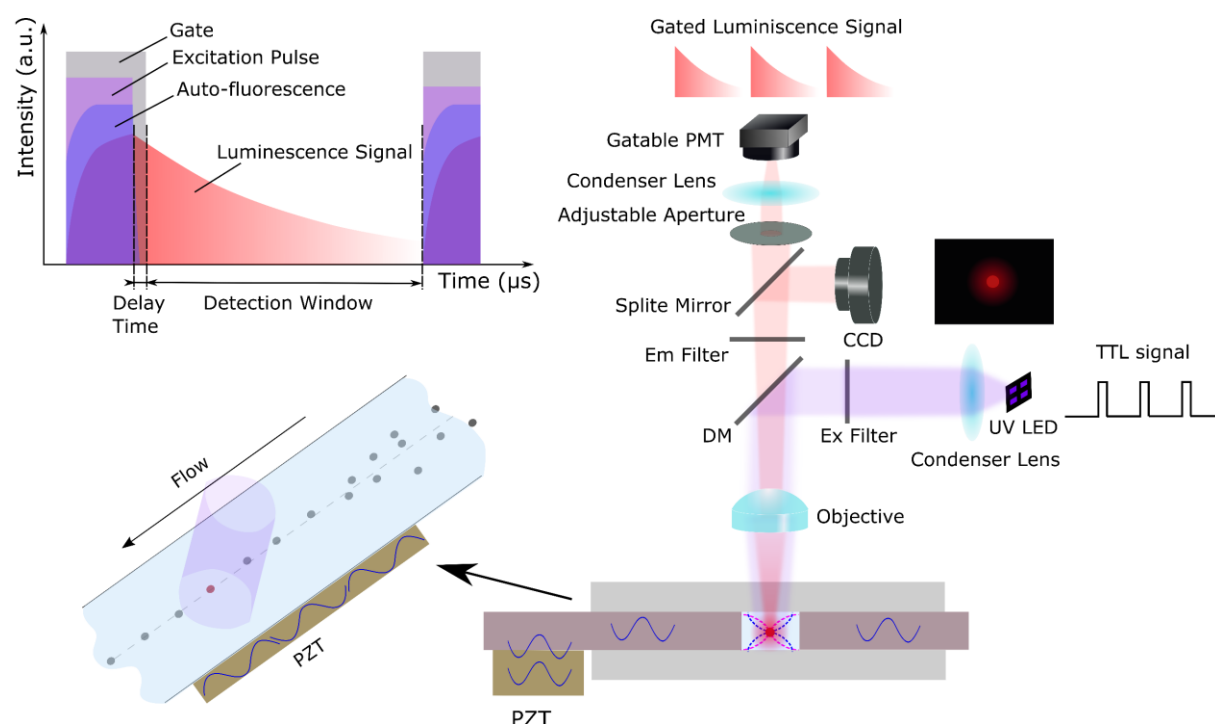 Intensity (a.u.)
Gate
Excitation Pulse
Auto-fluorescence
Luminescence Signal
Time (µs)
Delay
Time
Detection Window
Gated Luminiscence Signal
Gatable PMT
Condenser Lens
Adjustable Aperture
Splite Mirror
CCD
Em Filter
TTL signal
DM
Ex Filter
UV LED
Condenser Lens
Objective
Flow
PZT
PZT